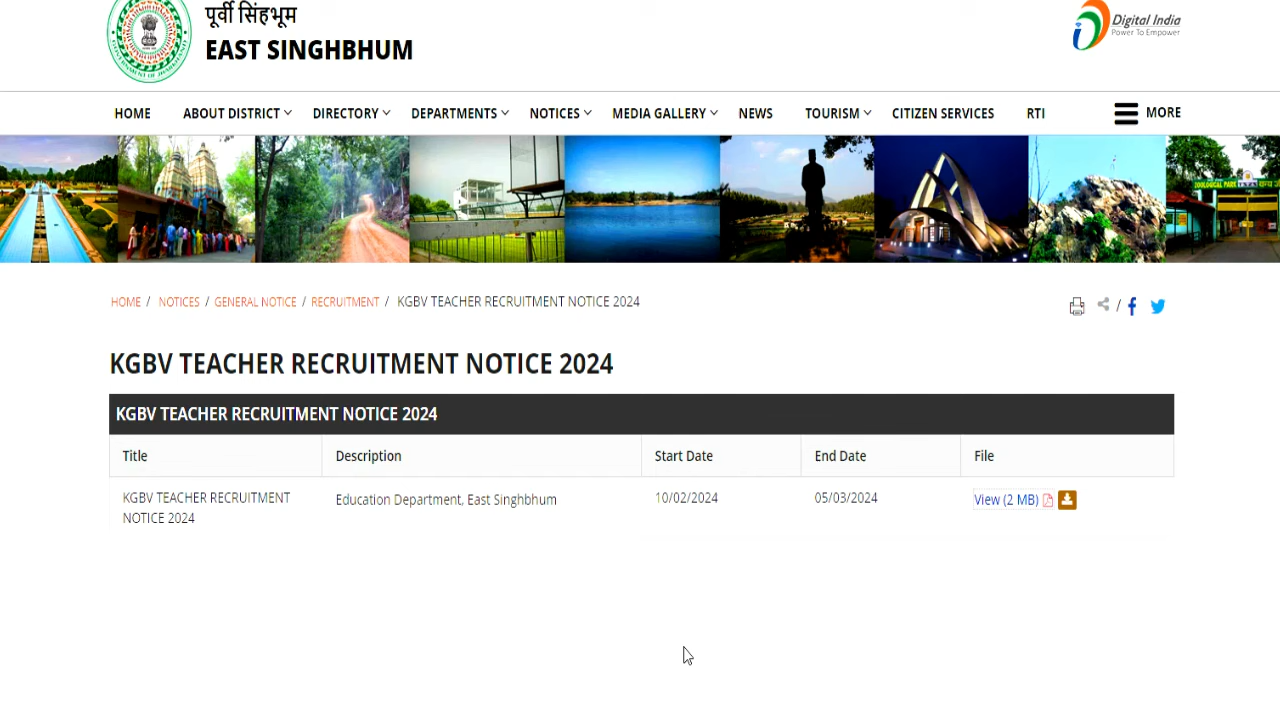 पूर्वी सिंहभूम
EAST SINGHBHUM
Digital India
Power To Empower
HOME ABOUT DISTRICT DIRECTORY DEPARTMENTS NOTICES MEDIA GALLERY NEWS TOURISM CITIZEN SERVICES RTI MORE
ZOOLOGICAL PARK
HOME / NOTICES / GENERAL NOTICE / RECRUITMENT / KGBV TEACHER RECRUITMENT NOTICE 2024
/
KGBV TEACHER RECRUITMENT NOTICE 2024
KGBV TEACHER RECRUITMENT NOTICE 2024
Title Description Start Date End Date File
KGBV TEACHER RECRUITMENT Education Department, East Singhbhum 10/02/2024 05/03/2024 View (2 MB)
NOTICE 2024